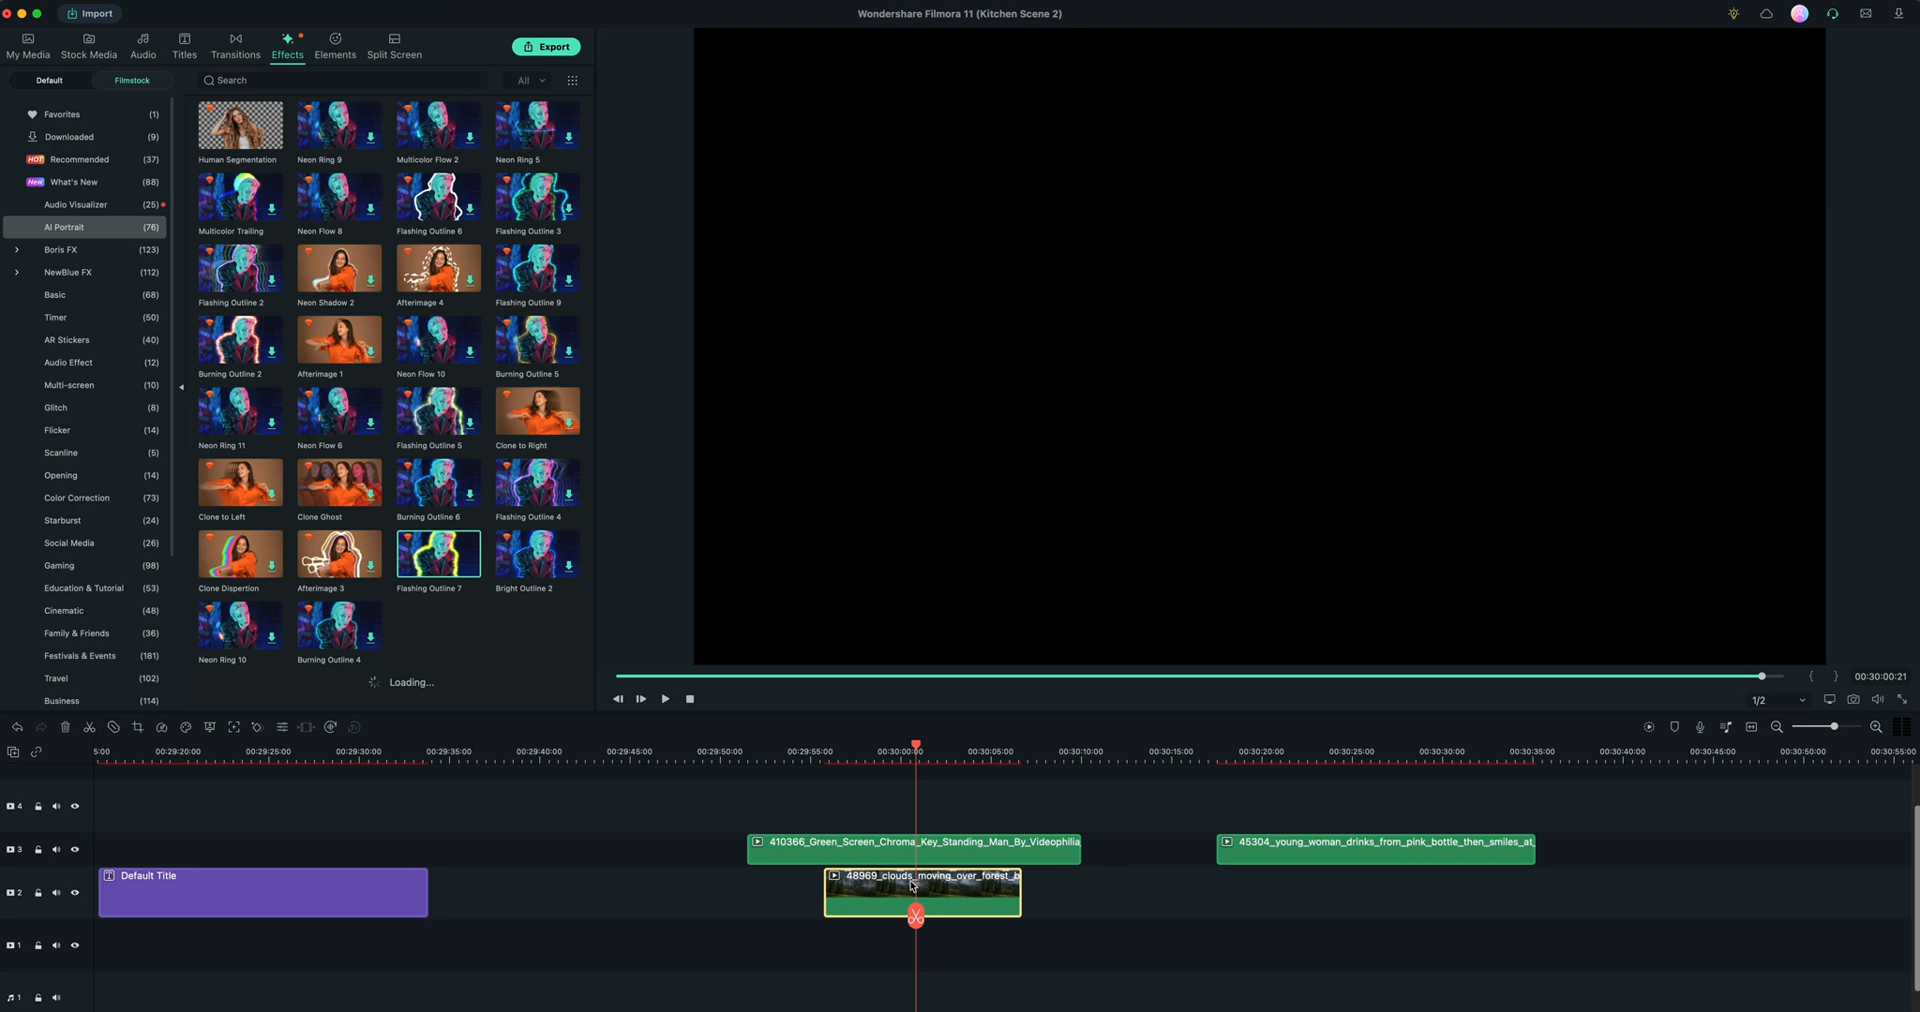 Import
Wondershare Filmora 11 (Kitchen Scene 2)
My Media
Stock Media
Audio
Titles
Transitions
Effects
Elements
Split Screen
Export
Default
Filmstock
Search
All
Favorites (1)
Downloaded (9)
HOT Recommended (37)
New What's New (88)
Audio Visualizer (25)
AI Portrait (76)
Boris FX (123)
NewBlue FX (112)
Basic (68)
Timer (50)
AR Stickers (40)
Audio Effect (12)
Multi-screen (10)
Glitch (8)
Flicker (14)
Scanline (5)
Opening (14)
Color Correction (73)
Starburst (24)
Social Media (26)
Gaming (98)
Education & Tutorial (53)
Cinematic (48)
Family & Friends (36)
Festivals & Events (181)
Travel (102)
Business (114)
Human Segmentation
Neon Ring 9
Multicolor Flow 2
Neon Ring 5
Multicolor Trailing
Neon Flow 8
Flashing Outline 6
Flashing Outline 3
Flashing Outline 2
Neon Shadow 2
Afterimage 4
Flashing Outline 9
Burning Outline 2
Afterimage 1
Neon Flow 10
Burning Outline 5
Neon Ring 11
Neon Flow 6
Flashing Outline 5
Clone to Right
Clone to Left
Clone Ghost
Burning Outline 6
Flashing Outline 4
Clone Dispertion
Afterimage 3
Flashing Outline 7
Bright Outline 2
Neon Ring 10
Burning Outline 4
Loading...
{ } 00:30:00:21
1/2
5:00 00:29:20:00 00:29:25:00 00:29:30:00 00:29:35:00 00:29:40:00 00:29:45:00 00:29:50:00 00:29:55:00 00:30:00:00 00:30:05:00 00:30:10:00 00:30:15:00 00:30:20:00 00:30:25:00 00:30:30:00 00:30:35:00 00:30:40:00 00:30:45:00 00:30:50:00 00:30:55:00
4
3
410366_Green_Screen_Chroma_Key_Standing_Man_By_Videophilia
45304_young_woman_drinks_from_pink_bottle_then_smiles_at_
2
Default Title
48969_clouds_moving_over_forest_b
1
1